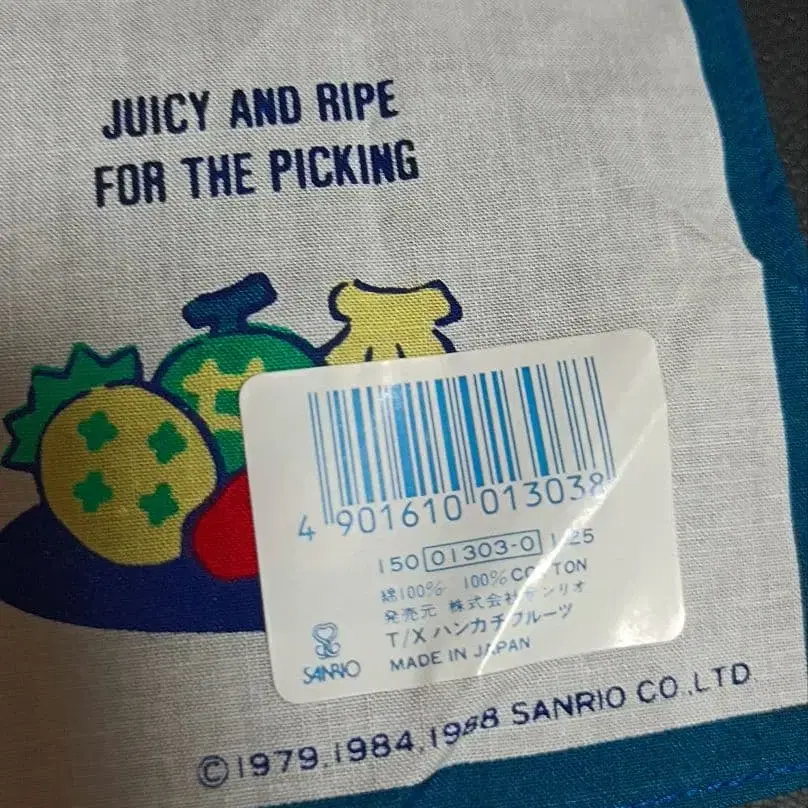 JUICY AND RIPE
FOR THE PICKING
4 901610 013038
150 01303-0 125
綿100% 100% COTTON
発売元 株式会社サンリオ
T/X ハンカチフルーツ
SANRIO
MADE IN JAPAN
©1979,1984,1988 SANRIO CO.,LTD